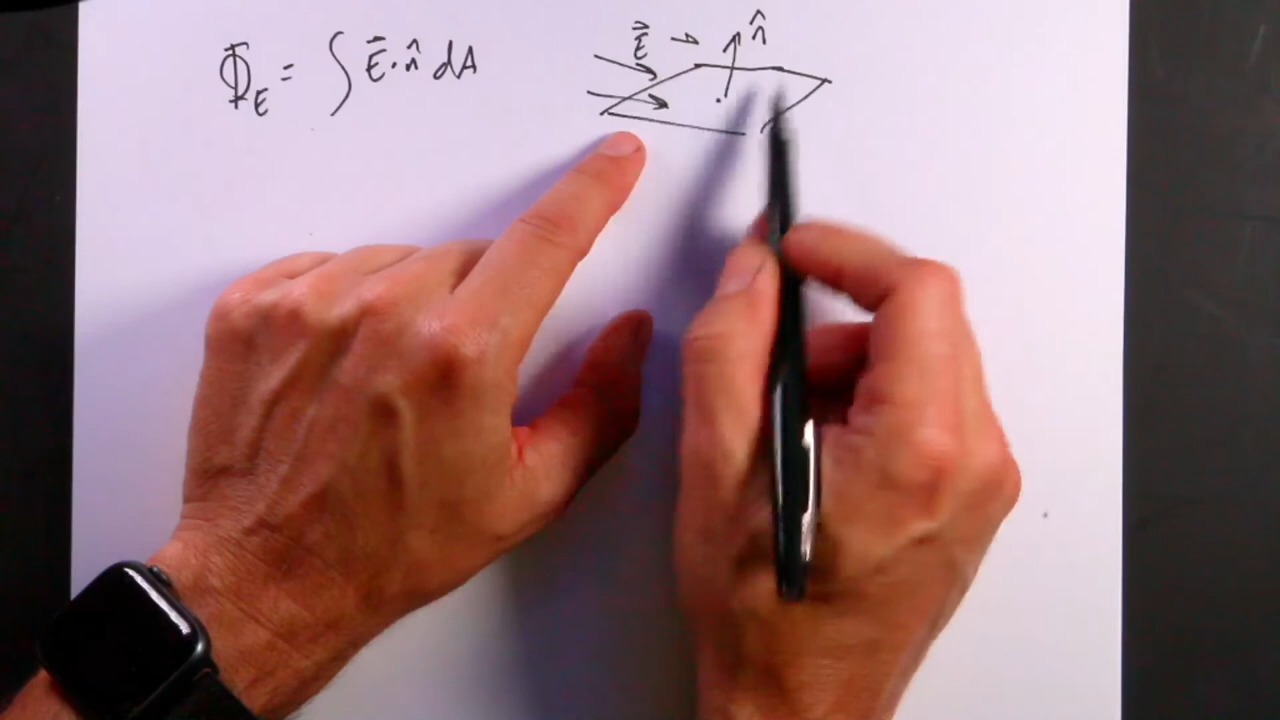 Φ_E = ∫ E⃗·n̂ dA
E⃗ n̂